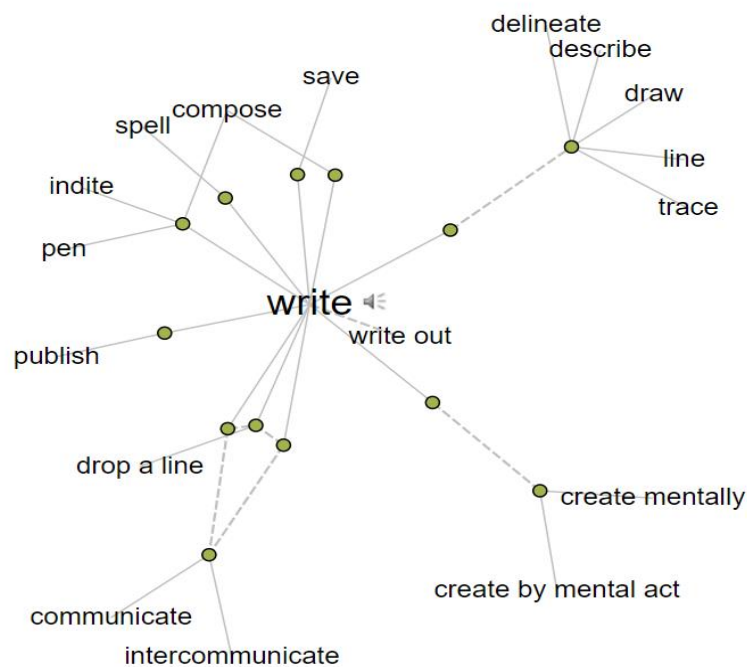 delineate
describe
save
draw
compose
spell
line
indite
trace
pen
write
write out
publish
drop a line
create mentally
create by mental act
communicate
intercommunicate